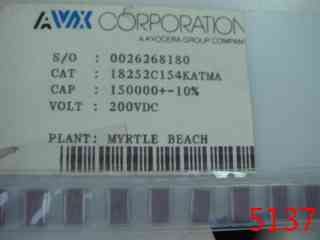 AVX CORPORATION
A KYOCERA GROUP COMPANY
S/O : 0026268180
CAT : 18252C154KATMA
CAP : 150000+-10%
VOLT : 200VDC
PLANT: MYRTLE BEACH
5137